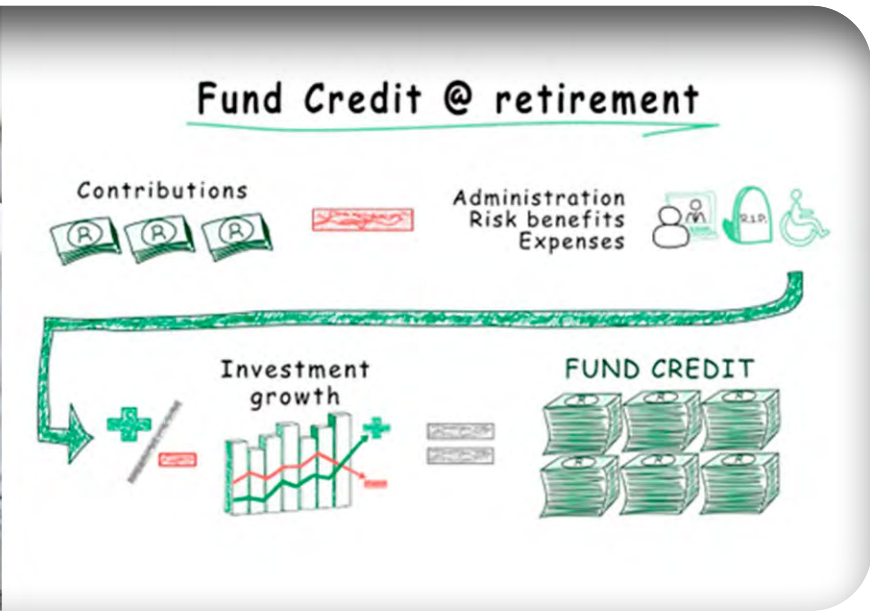 Fund Credit @ retirement
Contributions
R R R
Administration
Risk benefits
Expenses
R.I.P.
Investment
growth
FUND CREDIT
R R R
R R R